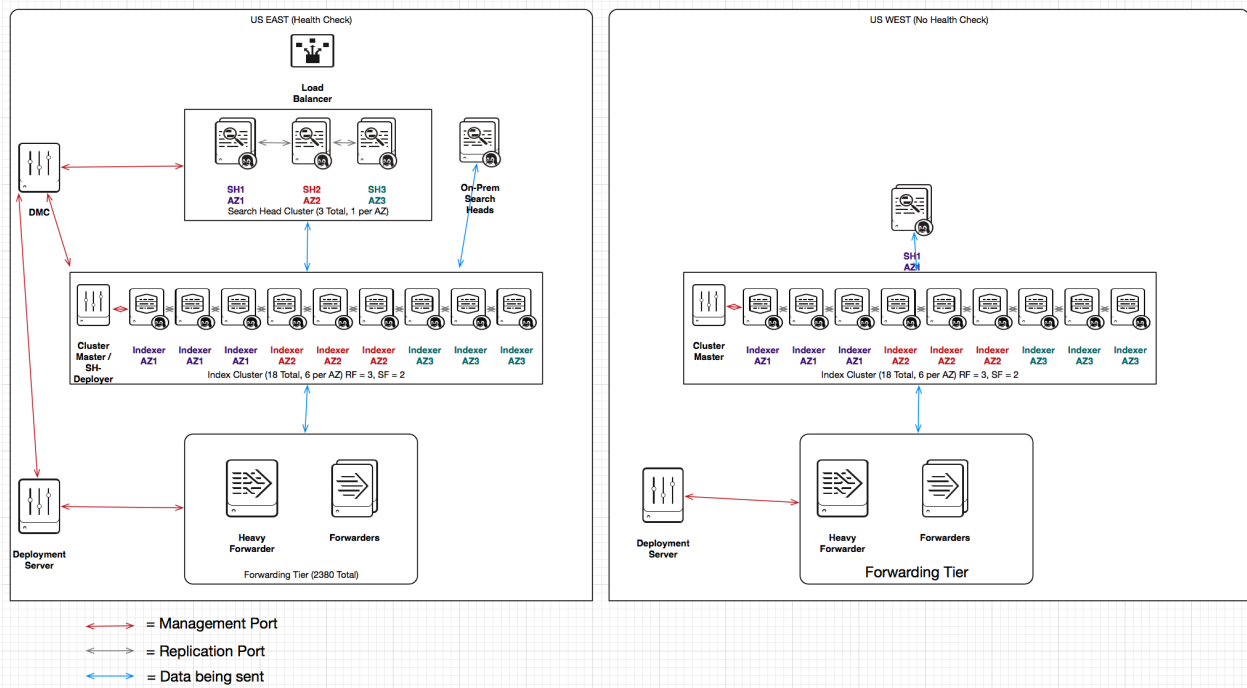 US EAST (Health Check)
Load
Balancer
DMC
SH1
AZ1
SH2
AZ2
SH3
AZ3
Search Head Cluster (3 Total, 1 per AZ)
On-Prem
Search
Heads
Cluster
Master /
SH-
Deployer
Indexer
AZ1
Indexer
AZ1
Indexer
AZ1
Indexer
AZ2
Indexer
AZ2
Indexer
AZ2
Indexer
AZ3
Indexer
AZ3
Indexer
AZ3
Index Cluster (18 Total, 6 per AZ) RF = 3, SF = 2
Deployment
Server
Heavy
Forwarder
Forwarders
Forwarding Tier (2380 Total)
US WEST (No Health Check)
SH1
AZ1
Cluster
Master
Indexer
AZ1
Indexer
AZ1
Indexer
AZ1
Indexer
AZ2
Indexer
AZ2
Indexer
AZ2
Indexer
AZ3
Indexer
AZ3
Indexer
AZ3
Index Cluster (18 Total, 6 per AZ) RF = 3, SF = 2
Deployment
Server
Heavy
Forwarder
Forwarders
Forwarding Tier
= Management Port
= Replication Port
= Data being sent